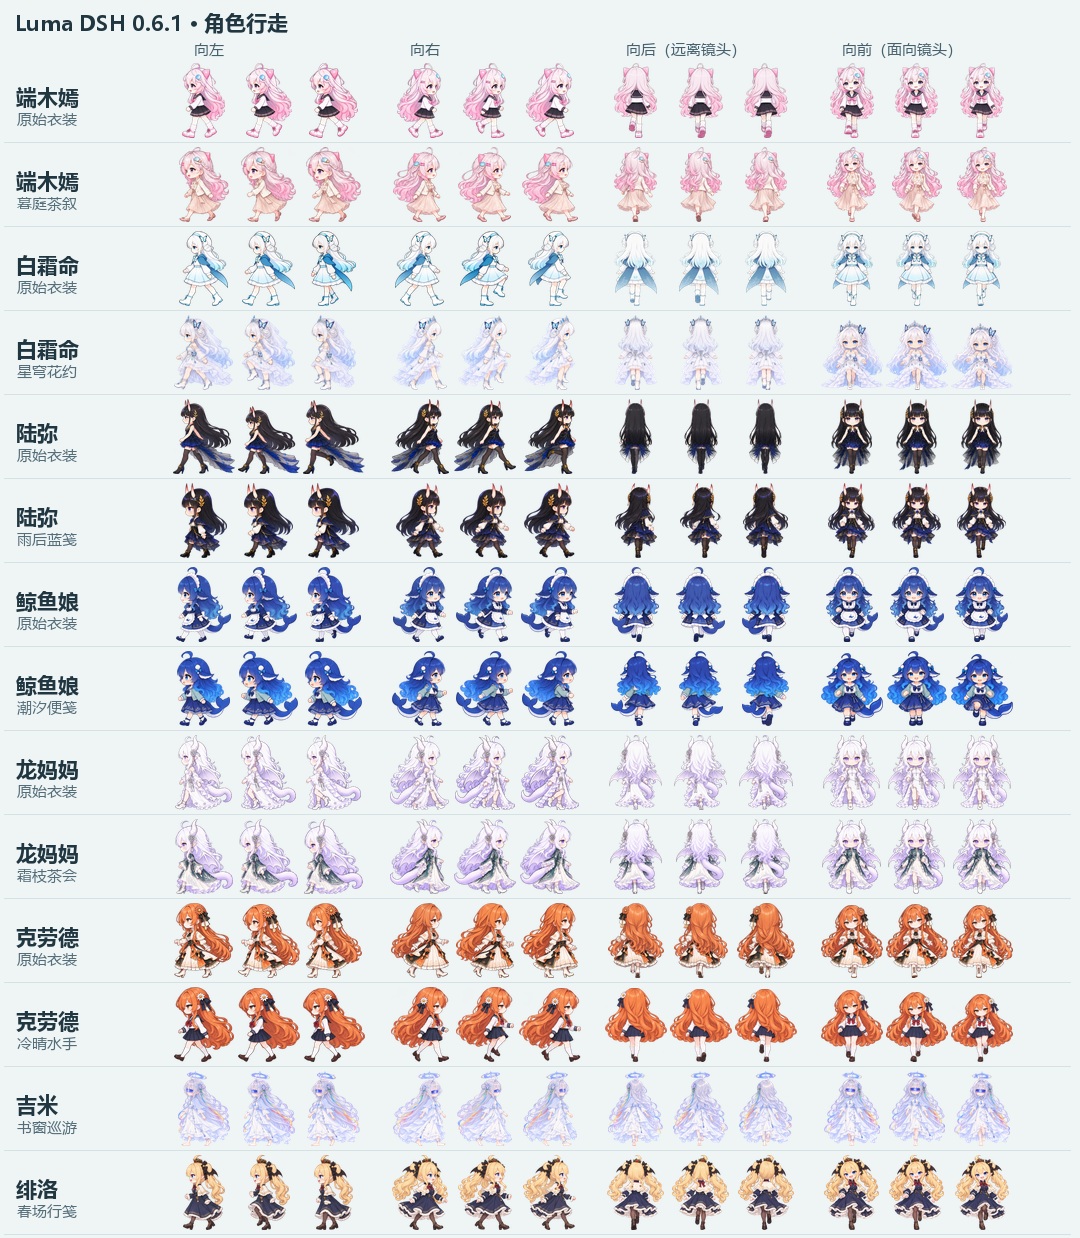 Luma DSH 0.6.1 • 角色行走
向左 向右 向后（远离镜头） 向前（面向镜头）
端木嫣
原始衣装
端木嫣
暮庭茶叙
白霜命
原始衣装
白霜命
星穹花约
陆弥
原始衣装
陆弥
雨后蓝笺
鲸鱼娘
原始衣装
鲸鱼娘
潮汐便笺
龙妈妈
原始衣装
龙妈妈
霜枝茶会
克劳德
原始衣装
克劳德
冷晴水手
吉米
书窗巡游
绯洛
春场行笺